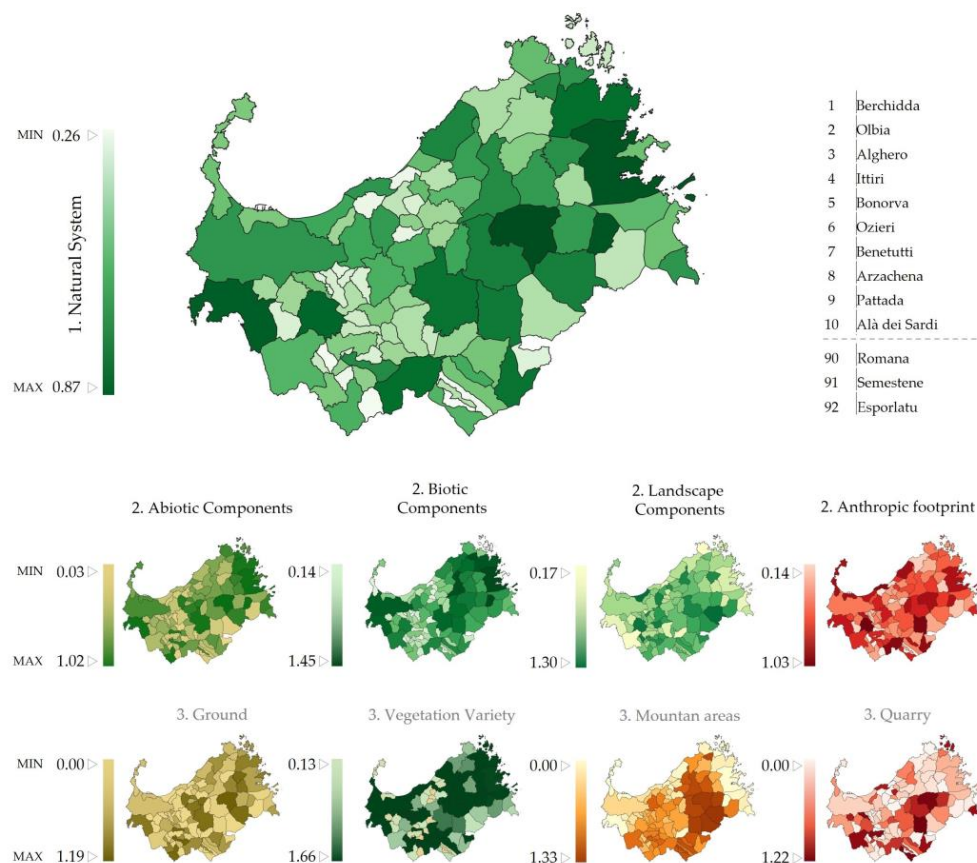 MIN 0.26
1. Natural System
MAX 0.87
1 Berchidda
2 Olbia
3 Alghero
4 Ittiri
5 Bonorva
6 Ozieri
7 Benetutti
8 Arzachena
9 Pattada
10 Alà dei Sardi
90 Romana
91 Semestene
92 Esporlatu
2. Abiotic Components
2. Biotic
Components
2. Landscape
Components
2. Anthropic footprint
MIN 0.03 0.14 0.17 0.14
MAX 1.02 1.45 1.30 1.03
3. Ground 3. Vegetation Variety 3. Mountan areas 3. Quarry
MIN 0.00 0.13 0.00 0.00
MAX 1.19 1.66 1.33 1.22